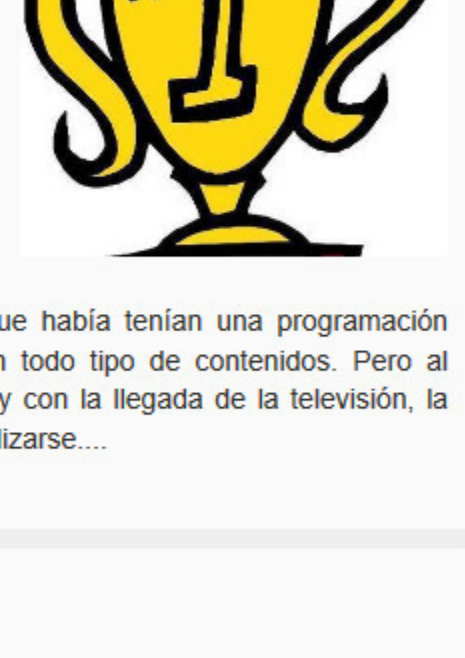 1
ue había tenían una programación
n todo tipo de contenidos. Pero al
y con la llegada de la televisión, la
lizarse....